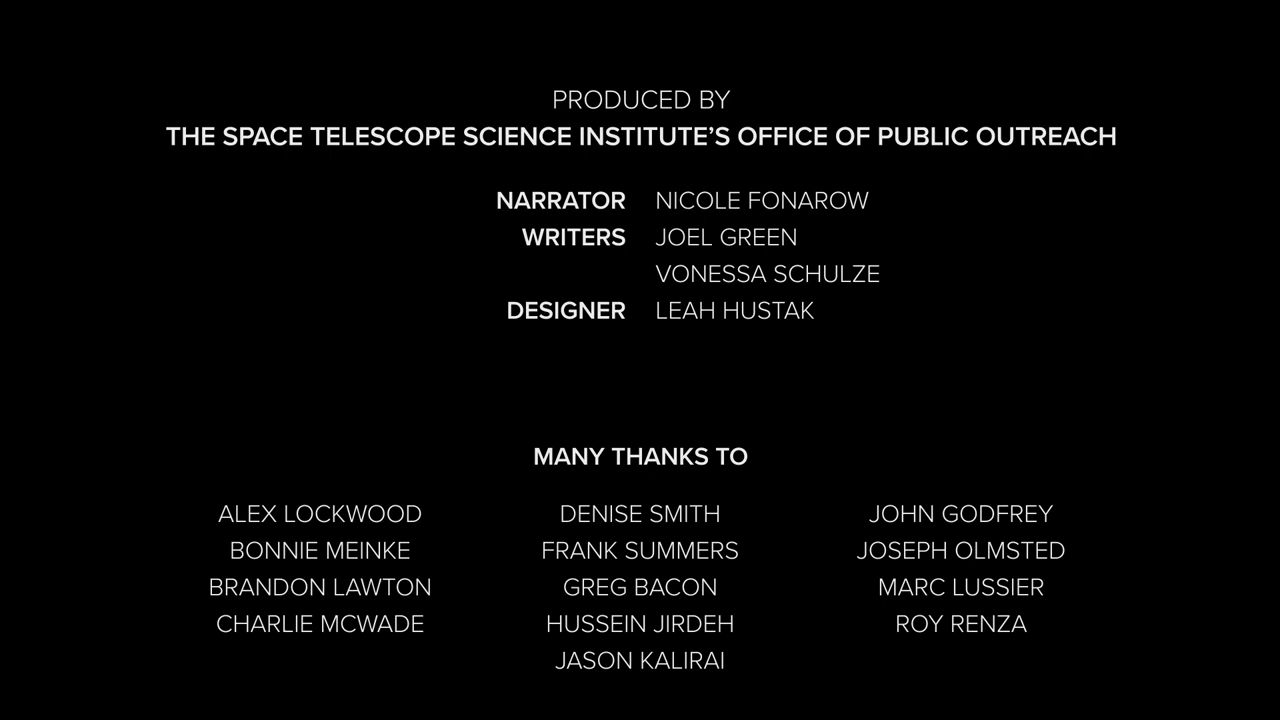 PRODUCED BY
THE SPACE TELESCOPE SCIENCE INSTITUTE’S OFFICE OF PUBLIC OUTREACH
NARRATOR NICOLE FONAROW
WRITERS JOEL GREEN
VONESSA SCHULZE
DESIGNER LEAH HUSTAK
MANY THANKS TO
ALEX LOCKWOOD DENISE SMITH JOHN GODFREY
BONNIE MEINKE FRANK SUMMERS JOSEPH OLMSTED
BRANDON LAWTON GREG BACON MARC LUSSIER
CHARLIE MCWADE HUSSEIN JIRDEH ROY RENZA
JASON KALIRAI